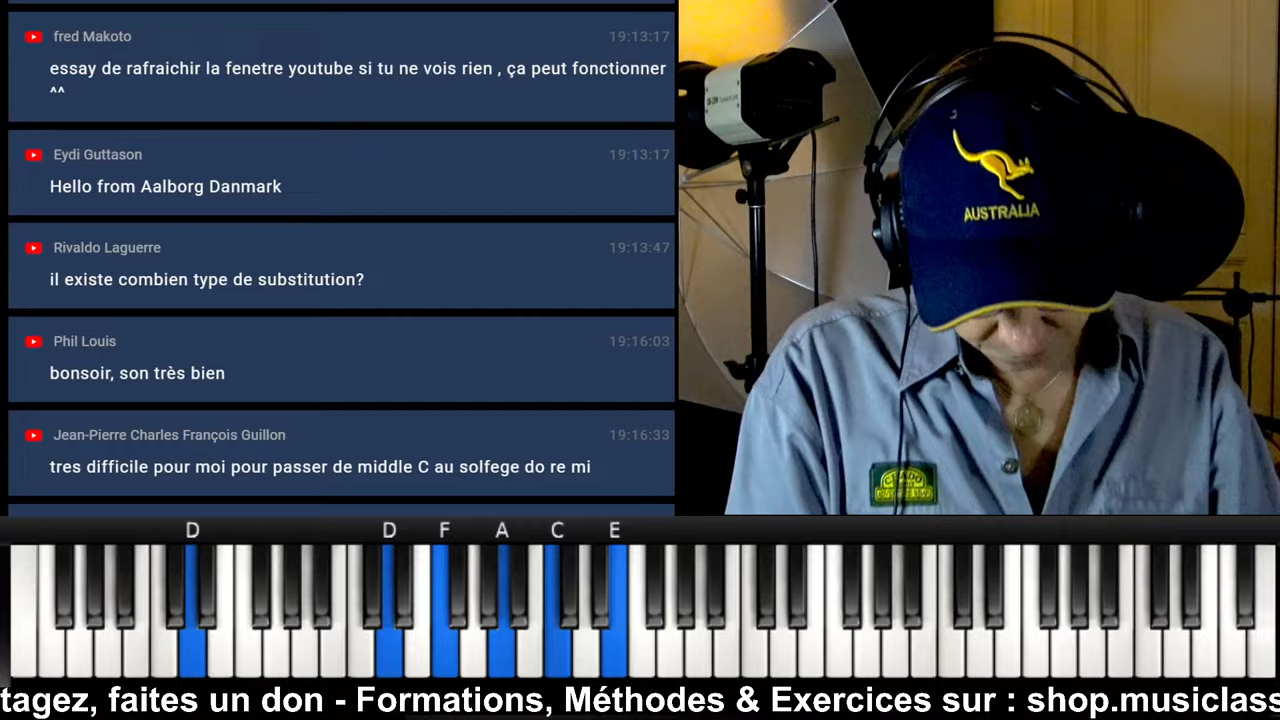 fred Makoto 19:13:17
essay de rafraichir la fenetre youtube si tu ne vois rien , ça peut fonctionner
^^
Eydi Guttason 19:13:17
Hello from Aalborg Danmark
Rivaldo Laguerre 19:13:47
il existe combien type de substitution?
Phil Louis 19:16:03
bonsoir, son très bien
Jean-Pierre Charles François Guillon 19:16:33
tres difficile pour moi pour passer de middle C au solfege do re mi
AUSTRALIA
D D F A C E
tagez, faites un don - Formations, Méthodes & Exercices sur : shop.musiclass